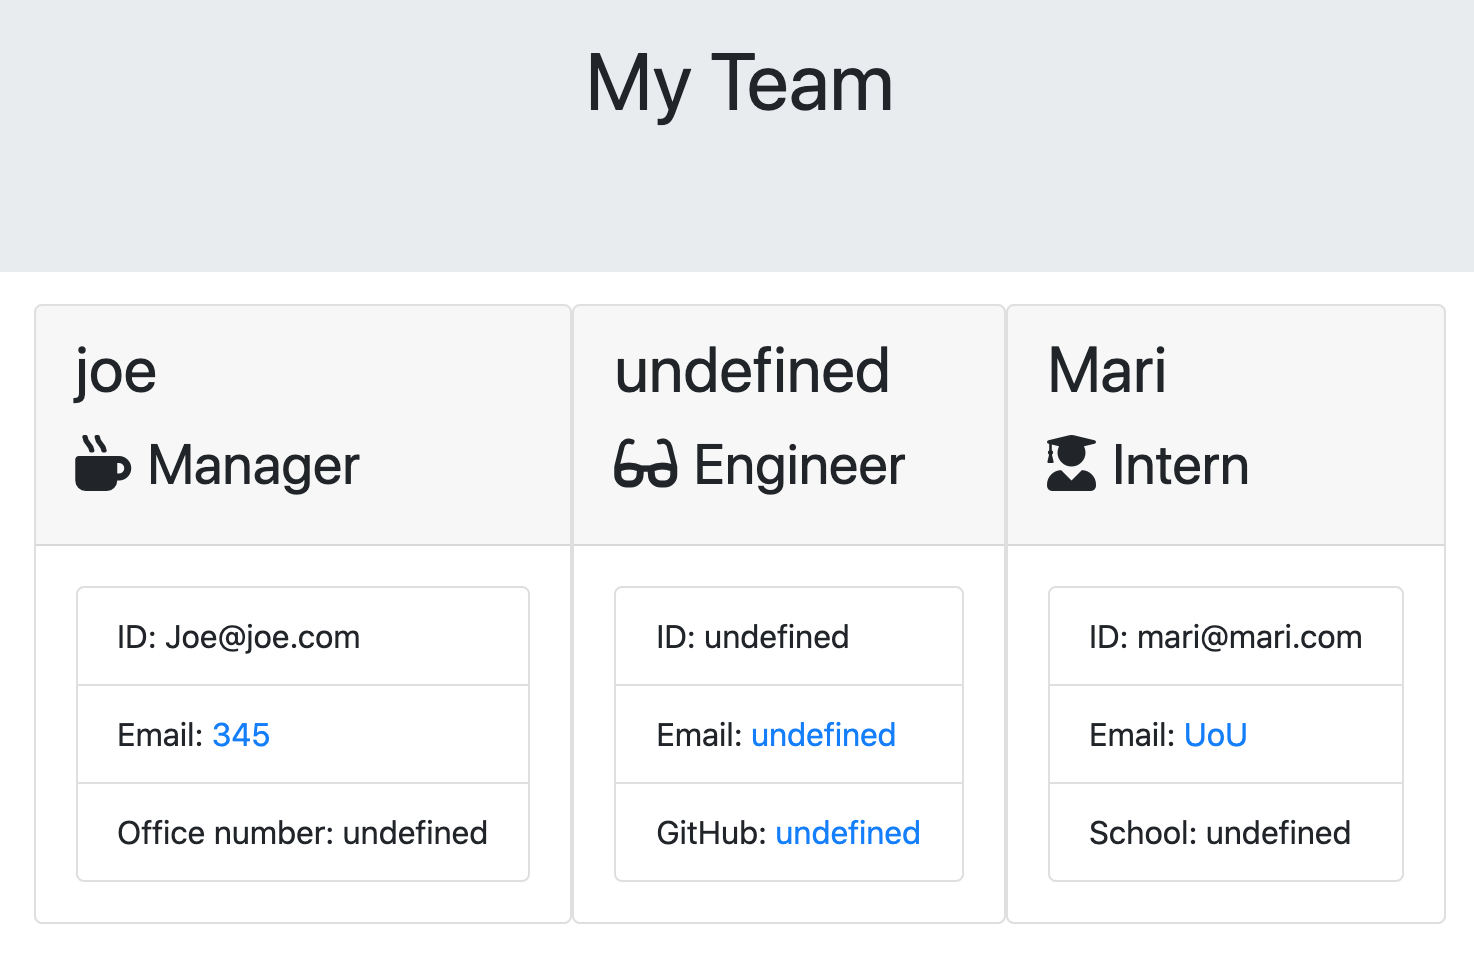 My Team
joe
Manager
ID: Joe@joe.com
Email: 345
Office number: undefined
undefined
Engineer
ID: undefined
Email: undefined
GitHub: undefined
Mari
Intern
ID: mari@mari.com
Email: UoU
School: undefined